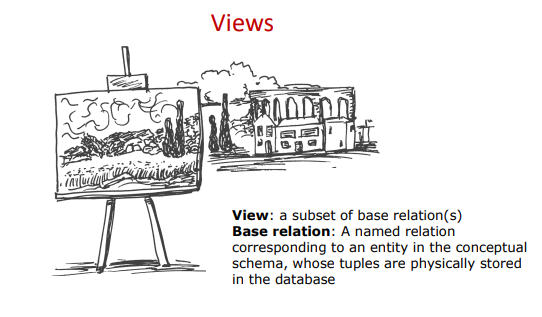 Views
View: a subset of base relation(s)
Base relation: A named relation
corresponding to an entity in the conceptual
schema, whose tuples are physically stored
in the database